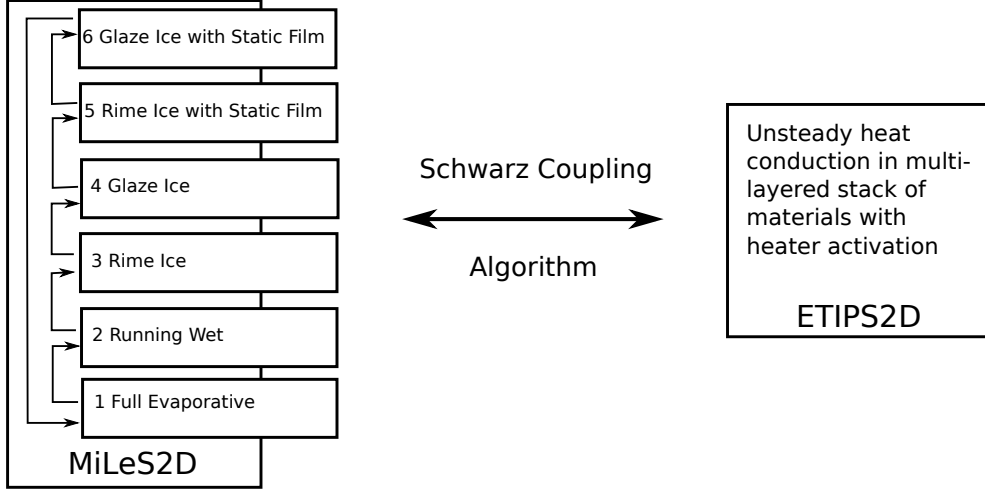 6 Glaze Ice with Static Film
5 Rime Ice with Static Film
4 Glaze Ice
3 Rime Ice
2 Running Wet
1 Full Evaporative
MiLeS2D
Schwarz Coupling
Algorithm
Unsteady heat
conduction in multi-
layered stack of
materials with
heater activation
ETIPS2D